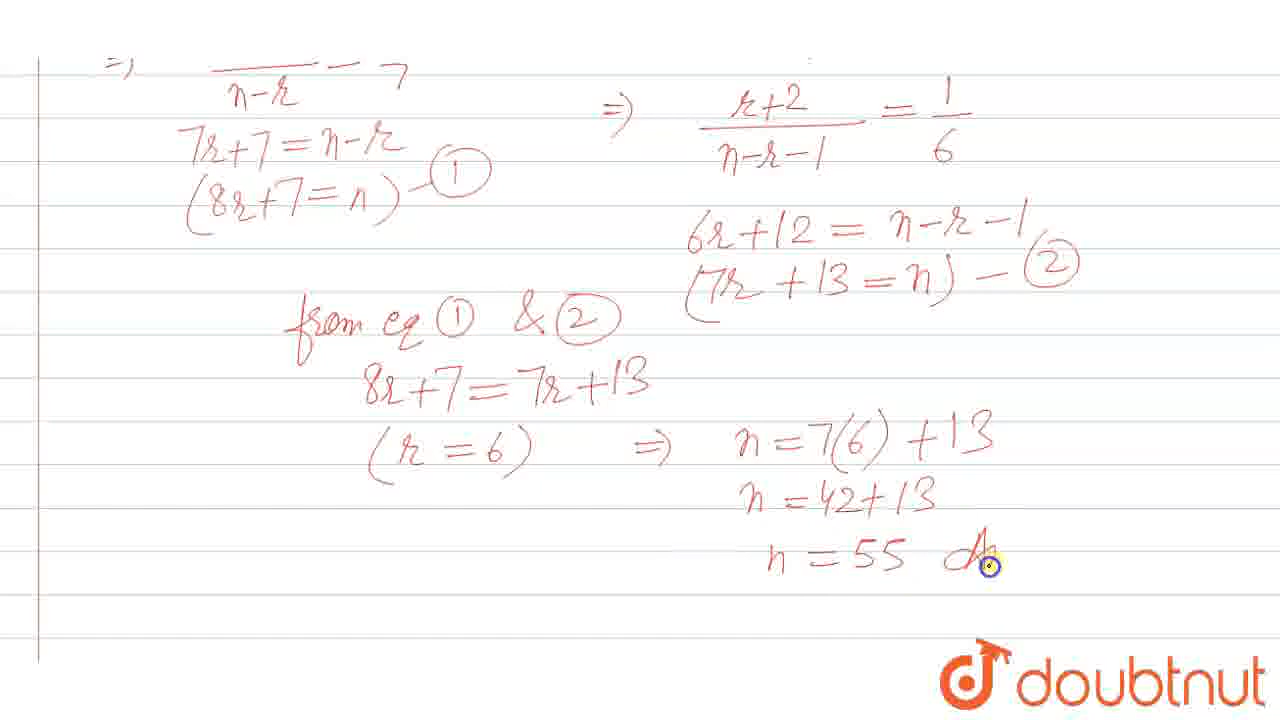 ⇒ ――― = 7
n-r
7r+7 = n-r
(8r+7 = n) - ①
⇒ r+2 / n-r-1 = 1/6
6r+12 = n-r-1
(7r+13 = n) - ②
from eq ① & ②
8r+7 = 7r+13
(r = 6) ⇒ n = 7(6) + 13
n = 42+13
n = 55
doubtnut